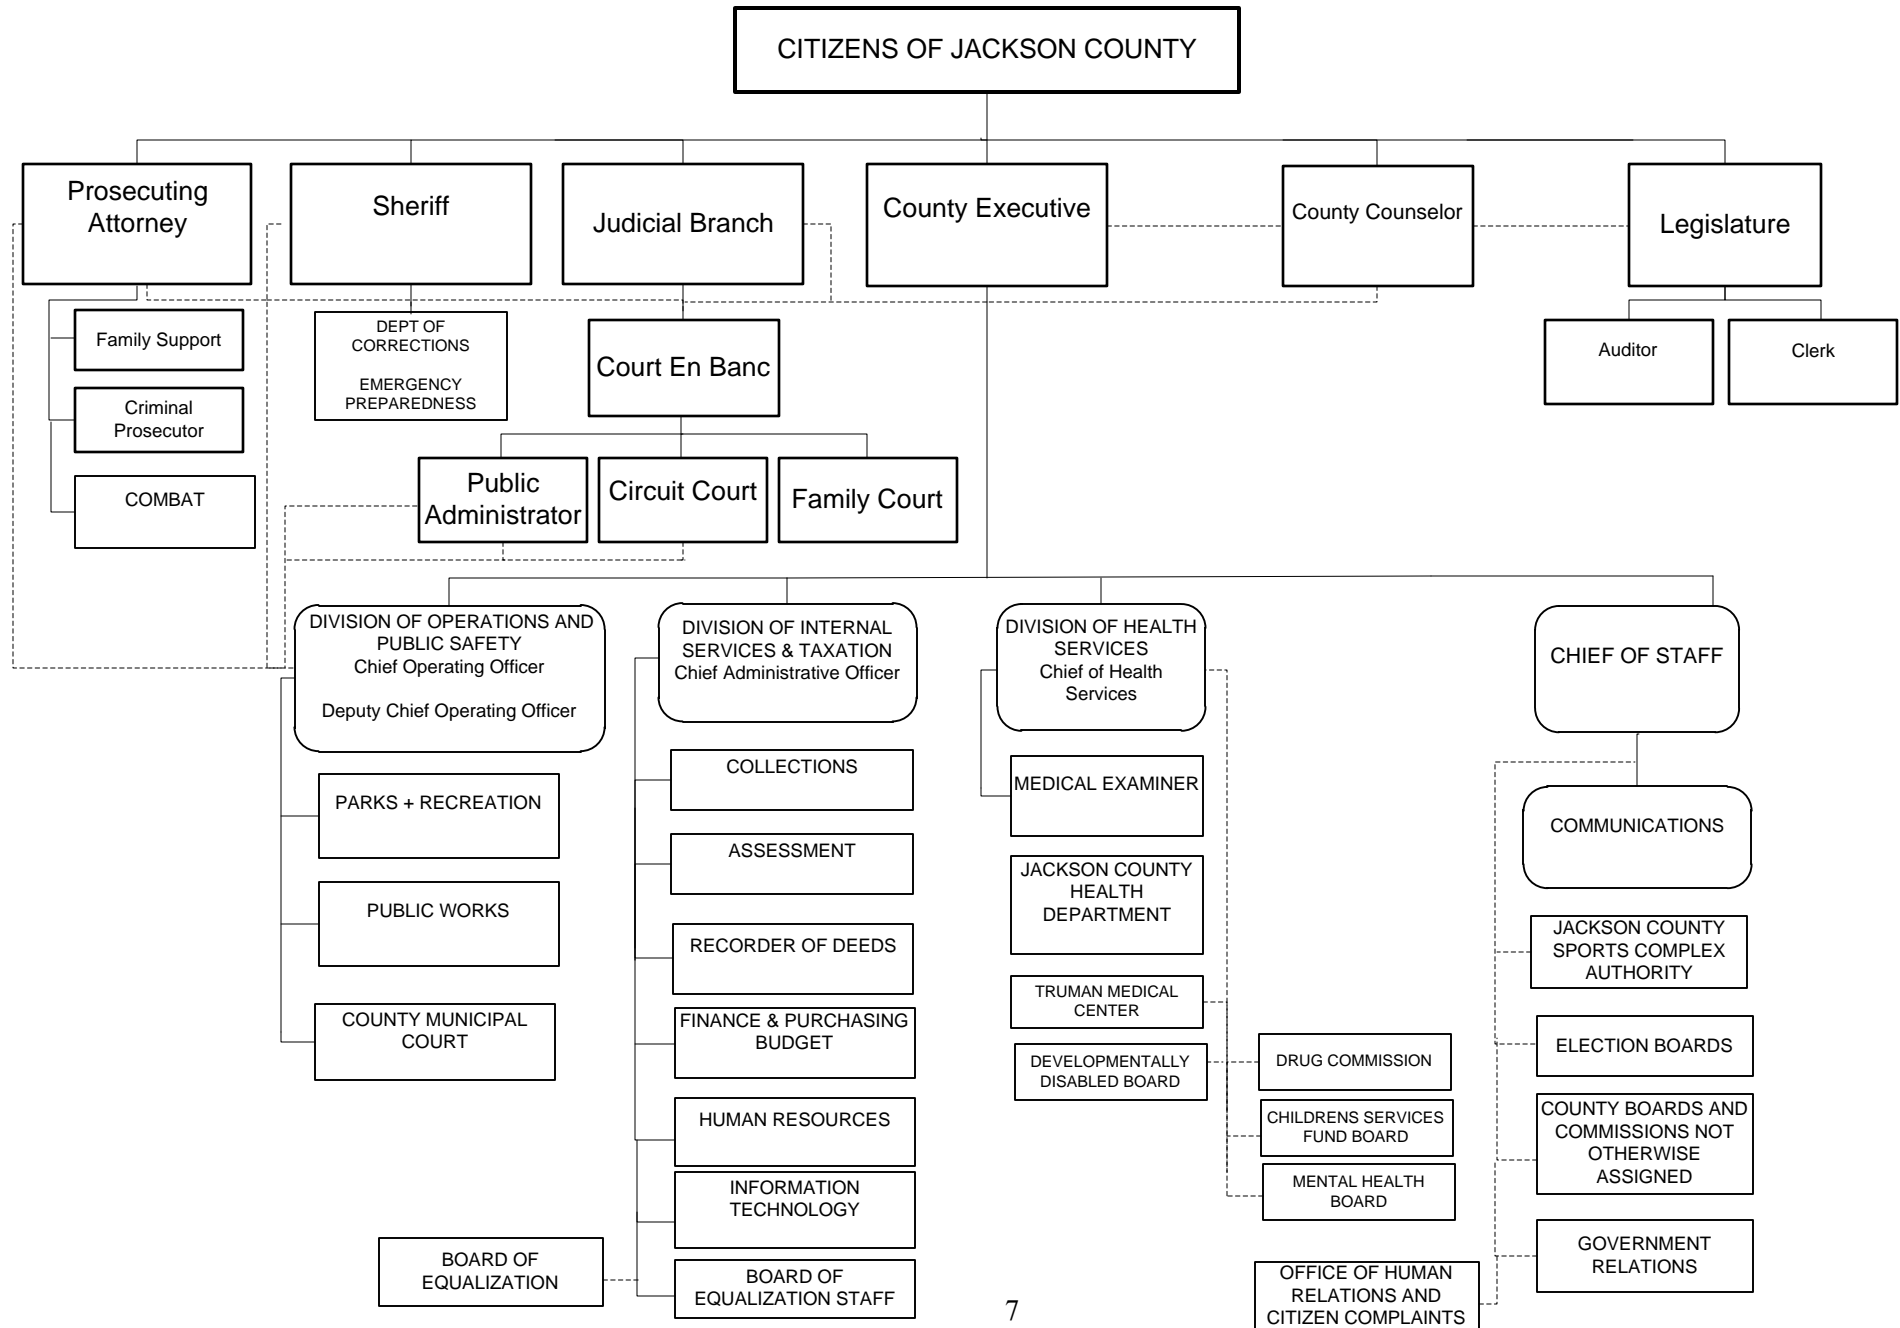 CITIZENS OF JACKSON COUNTY
Prosecuting
Attorney
Sheriff
Judicial Branch
County Executive
County Counselor
Legislature
Family Support
Criminal
Prosecutor
COMBAT
DEPT OF
CORRECTIONS
EMERGENCY
PREPAREDNESS
Court En Banc
Public
Administrator
Circuit Court
Family Court
Auditor
Clerk
DIVISION OF OPERATIONS AND
PUBLIC SAFETY
Chief Operating Officer
Deputy Chief Operating Officer
PARKS + RECREATION
PUBLIC WORKS
COUNTY MUNICIPAL
COURT
DIVISION OF INTERNAL
SERVICES & TAXATION
Chief Administrative Officer
COLLECTIONS
ASSESSMENT
RECORDER OF DEEDS
FINANCE & PURCHASING
BUDGET
HUMAN RESOURCES
INFORMATION
TECHNOLOGY
BOARD OF
EQUALIZATION
BOARD OF
EQUALIZATION STAFF
DIVISION OF HEALTH
SERVICES
Chief of Health
Services
MEDICAL EXAMINER
JACKSON COUNTY
HEALTH
DEPARTMENT
TRUMAN MEDICAL
CENTER
DEVELOPMENTALLY
DISABLED BOARD
DRUG COMMISSION
CHILDRENS SERVICES
FUND BOARD
MENTAL HEALTH
BOARD
CHIEF OF STAFF
COMMUNICATIONS
JACKSON COUNTY
SPORTS COMPLEX
AUTHORITY
ELECTION BOARDS
COUNTY BOARDS AND
COMMISSIONS NOT
OTHERWISE
ASSIGNED
GOVERNMENT
RELATIONS
OFFICE OF HUMAN
RELATIONS AND
CITIZEN COMPLAINTS
7